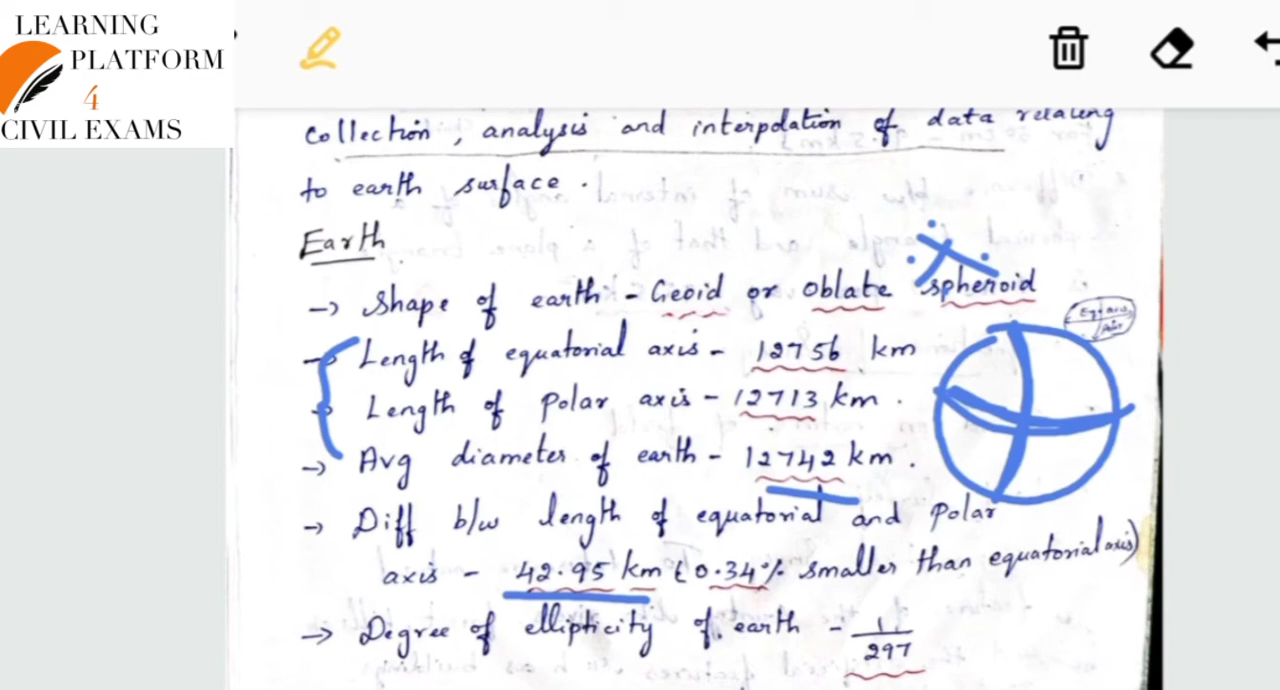 LEARNING
PLATFORM
4
CIVIL EXAMS
collection, analysis and interpolation of data relating
to earth surface.
Earth
→ Shape of earth - Geoid or oblate spheroid
→ Length of equatorial axis - 12756 km
→ Length of Polar axis - 12713 km.
→ Avg diameter of earth - 12742 km.
→ Diff b/w length of equatorial and Polar
axis - 42.95 km (0.34% smaller than equatorial axis)
→ Degree of ellipticity of earth - 1/297